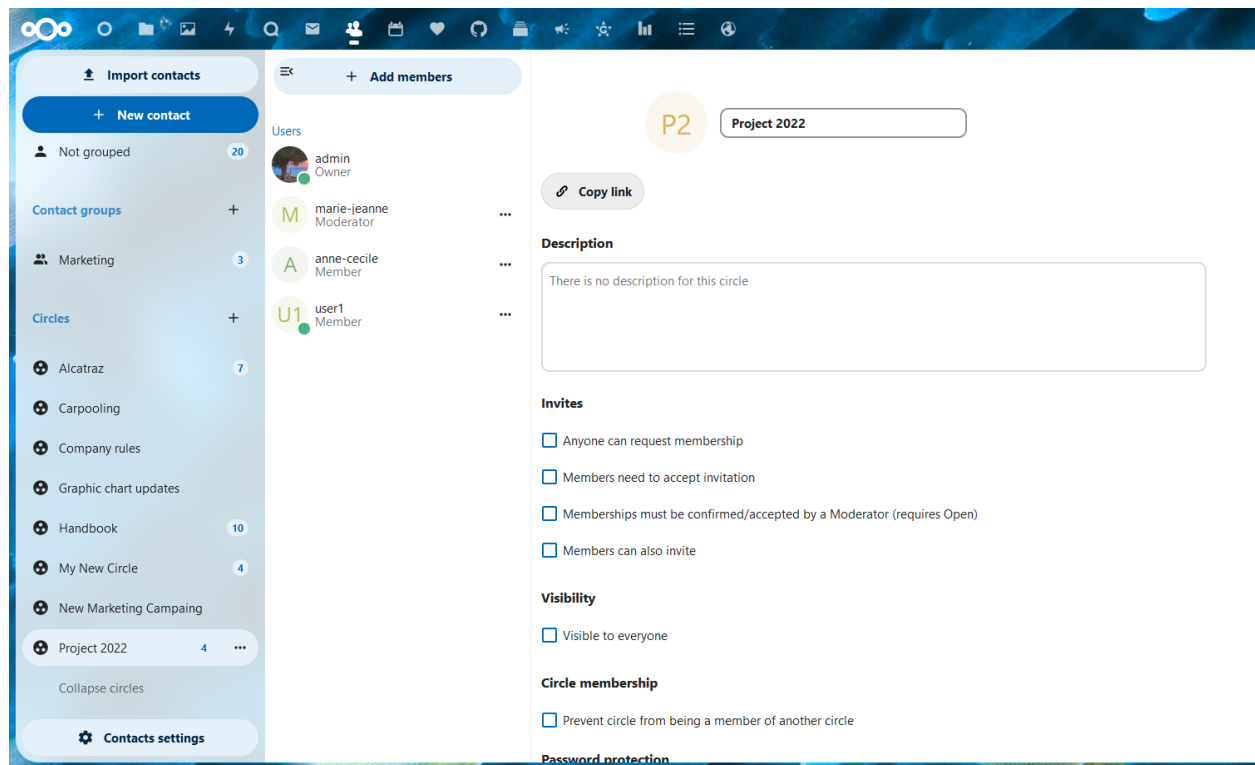 Import contacts
New contact
Not grouped 20
Contact groups
Marketing 3
Circles
Alcatraz 7
Carpooling
Company rules
Graphic chart updates
Handbook 10
My New Circle 4
New Marketing Campaing
Project 2022 4
Collapse circles
Contacts settings
Add members
Users
admin
Owner
M
marie-jeanne
Moderator
A
anne-cecile
Member
U1
user1
Member
P2
Project 2022
Copy link
Description
There is no description for this circle
Invites
Anyone can request membership
Members need to accept invitation
Memberships must be confirmed/accepted by a Moderator (requires Open)
Members can also invite
Visibility
Visible to everyone
Circle membership
Prevent circle from being a member of another circle
Password protection